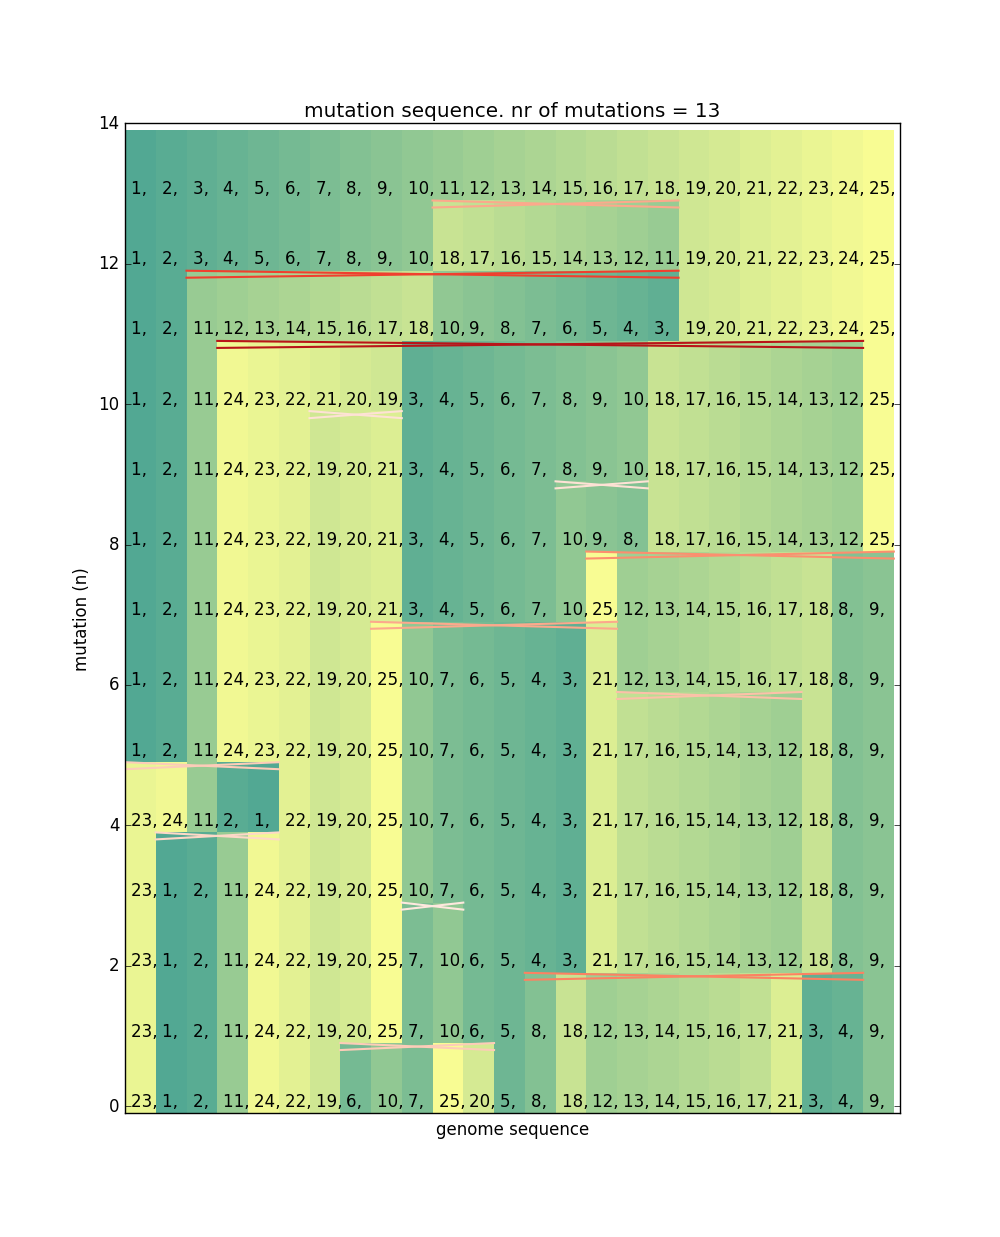 mutation sequence. nr of mutations = 13
14
1, 2, 3, 4, 5, 6, 7, 8, 9, 10, 11, 12, 13, 14, 15, 16, 17, 18, 19, 20, 21, 22, 23, 24, 25,
12
1, 2, 3, 4, 5, 6, 7, 8, 9, 10, 18, 17, 16, 15, 14, 13, 12, 11, 19, 20, 21, 22, 23, 24, 25,
1, 2, 11, 12, 13, 14, 15, 16, 17, 18, 10, 9, 8, 7, 6, 5, 4, 3, 19, 20, 21, 22, 23, 24, 25,
10
1, 2, 11, 24, 23, 22, 21, 20, 19, 3, 4, 5, 6, 7, 8, 9, 10, 18, 17, 16, 15, 14, 13, 12, 25,
1, 2, 11, 24, 23, 22, 19, 20, 21, 3, 4, 5, 6, 7, 8, 9, 10, 18, 17, 16, 15, 14, 13, 12, 25,
8
1, 2, 11, 24, 23, 22, 19, 20, 21, 3, 4, 5, 6, 7, 10, 9, 8, 18, 17, 16, 15, 14, 13, 12, 25,
mutation (n)
1, 2, 11, 24, 23, 22, 19, 20, 21, 3, 4, 5, 6, 7, 10, 25, 12, 13, 14, 15, 16, 17, 18, 8, 9,
6
1, 2, 11, 24, 23, 22, 19, 20, 25, 10, 7, 6, 5, 4, 3, 21, 12, 13, 14, 15, 16, 17, 18, 8, 9,
1, 2, 11, 24, 23, 22, 19, 20, 25, 10, 7, 6, 5, 4, 3, 21, 17, 16, 15, 14, 13, 12, 18, 8, 9,
4
23, 24, 11, 2, 1, 22, 19, 20, 25, 10, 7, 6, 5, 4, 3, 21, 17, 16, 15, 14, 13, 12, 18, 8, 9,
23, 1, 2, 11, 24, 22, 19, 20, 25, 10, 7, 6, 5, 4, 3, 21, 17, 16, 15, 14, 13, 12, 18, 8, 9,
2
23, 1, 2, 11, 24, 22, 19, 20, 25, 7, 10, 6, 5, 4, 3, 21, 17, 16, 15, 14, 13, 12, 18, 8, 9,
23, 1, 2, 11, 24, 22, 19, 20, 25, 7, 10, 6, 5, 8, 18, 12, 13, 14, 15, 16, 17, 21, 3, 4, 9,
0
23, 1, 2, 11, 24, 22, 19, 6, 10, 7, 25, 20, 5, 8, 18, 12, 13, 14, 15, 16, 17, 21, 3, 4, 9,
genome sequence